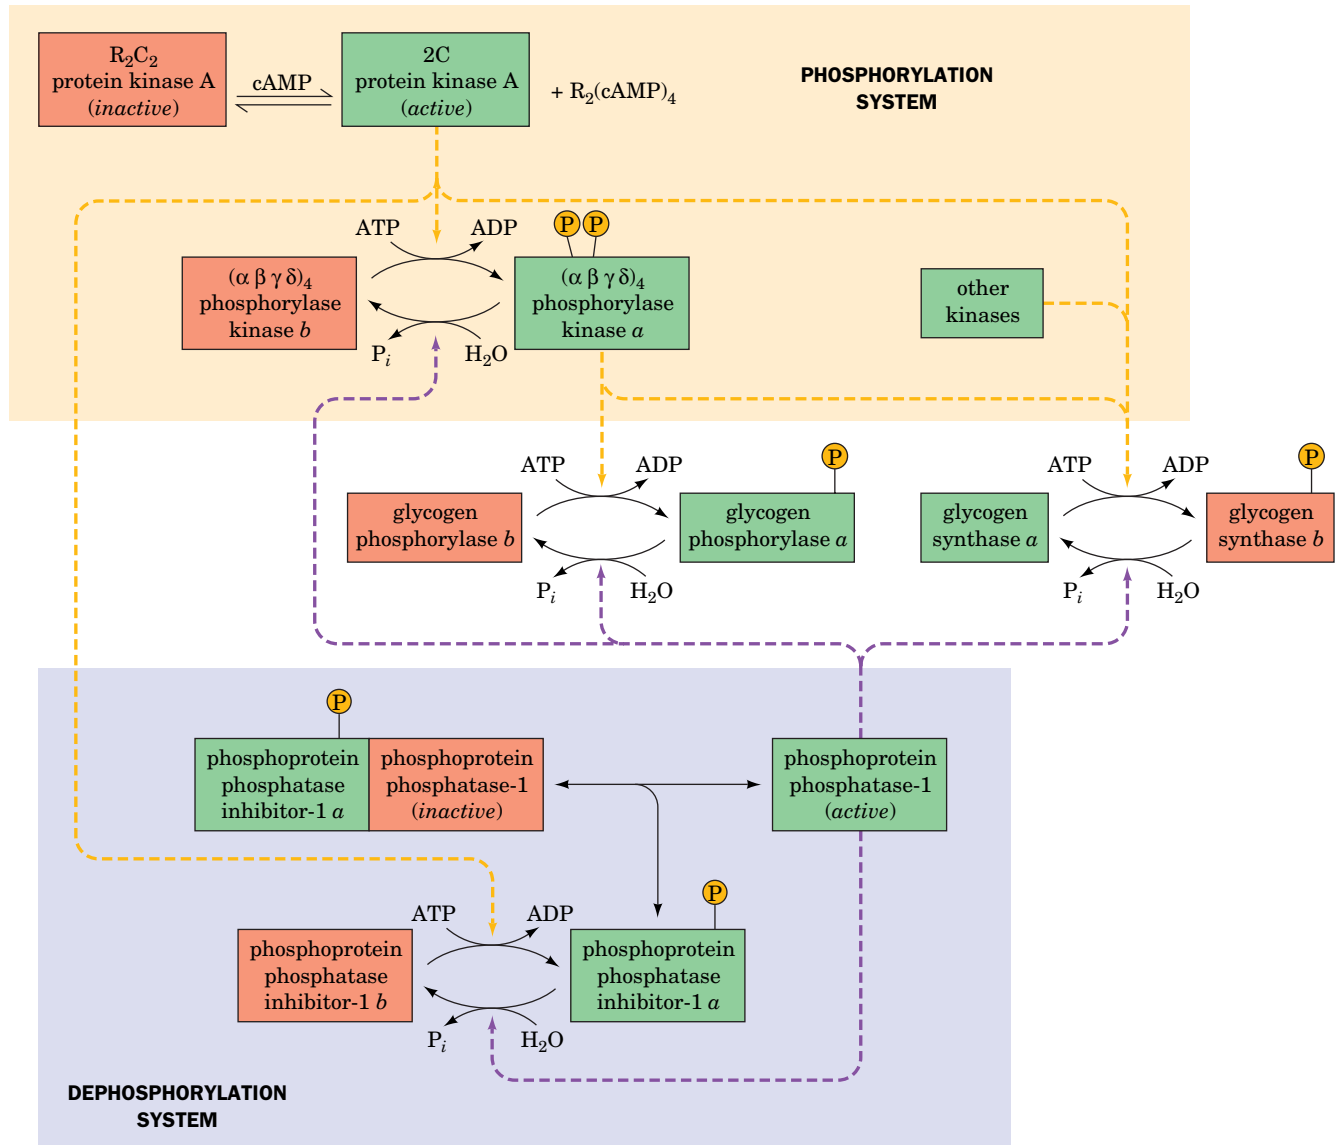 R₂C₂
protein kinase A
(inactive)
cAMP
2C
protein kinase A
(active)
+ R₂(cAMP)₄
PHOSPHORYLATION
SYSTEM
ATP
ADP
P P
(α β γ δ)₄
phosphorylase
kinase b
(α β γ δ)₄
phosphorylase
kinase a
Pᵢ
H₂O
other
kinases
ATP
ADP
P
glycogen
phosphorylase b
glycogen
phosphorylase a
Pᵢ
H₂O
ATP
ADP
P
glycogen
synthase a
glycogen
synthase b
Pᵢ
H₂O
P
phosphoprotein
phosphatase
inhibitor-1 a
phosphoprotein
phosphatase-1
(inactive)
phosphoprotein
phosphatase-1
(active)
ATP
ADP
P
phosphoprotein
phosphatase
inhibitor-1 b
phosphoprotein
phosphatase
inhibitor-1 a
Pᵢ
H₂O
DEPHOSPHORYLATION
SYSTEM